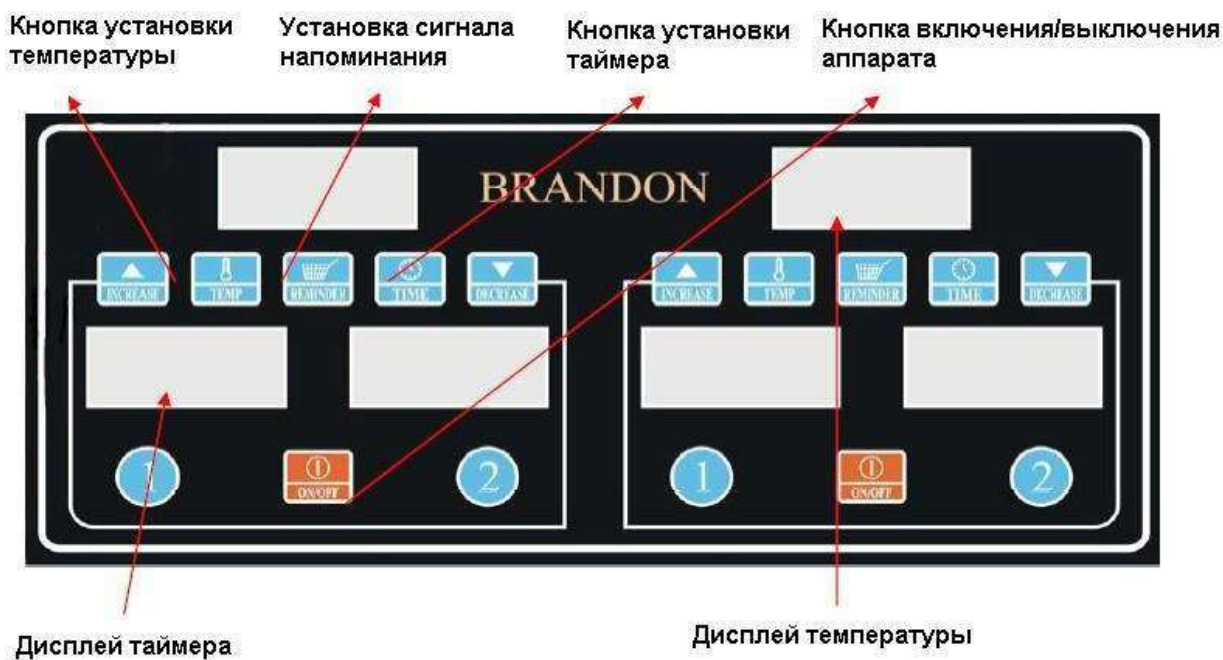 Кнопка установки
температуры
Установка сигнала
напоминания
Кнопка установки
таймера
Кнопка включения/выключения
аппарата
BRANDON
INCREASE TEMP REMINDER TIME DECREASE
INCREASE TEMP REMINDER TIME DECREASE
1 ON/OFF 2
1 ON/OFF 2
Дисплей таймера
Дисплей температуры